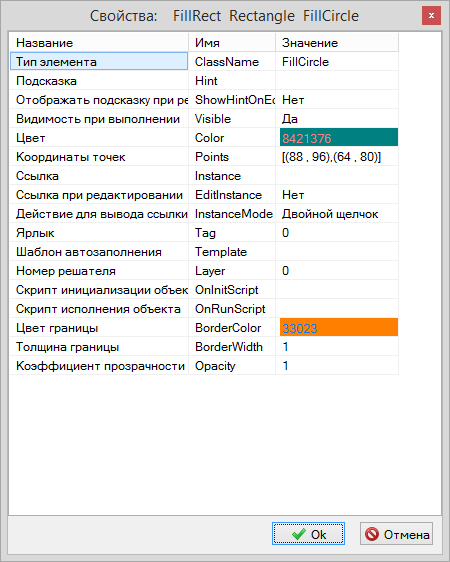 Свойства: FillRect Rectangle FillCircle x
Название Имя Значение
Тип элемента ClassName FillCircle
Подсказка Hint
Отображать подсказку при ре ShowHintOnEd Нет
Видимость при выполнении Visible Да
Цвет Color 8421376
Координаты точек Points [(88 , 96),(64 , 80)]
Ссылка Instance
Ссылка при редактировании EditInstance Нет
Действие для вывода ссылки InstanceMode Двойной щелчок
Ярлык Tag 0
Шаблон автозаполнения Template
Номер решателя Layer 0
Скрипт инициализации объек OnInitScript
Скрипт исполнения объекта OnRunScript
Цвет границы BorderColor 33023
Толщина границы BorderWidth 1
Коэффициент прозрачности Opacity 1
Ok Отмена